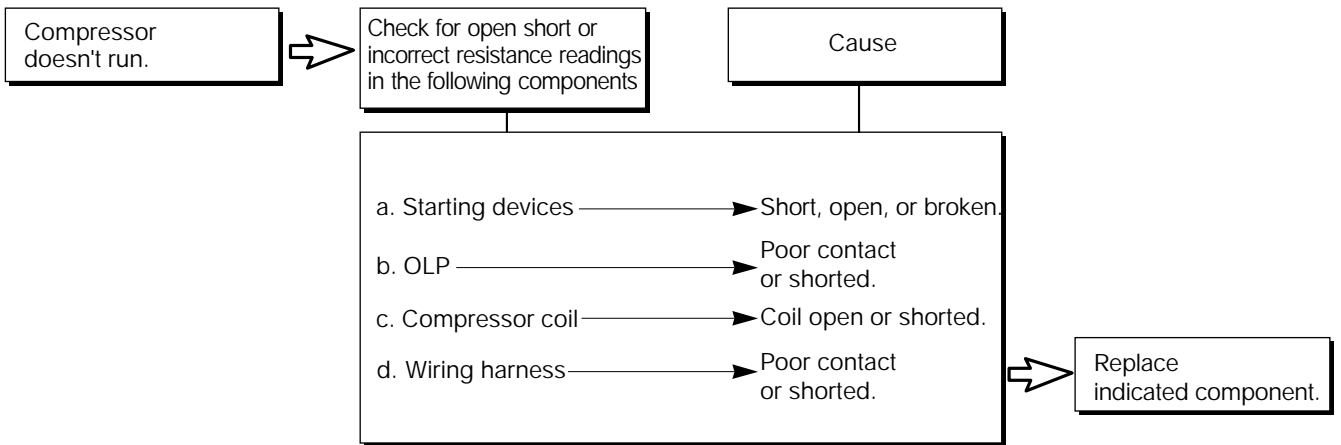 Compressor
doesn't run.
Check for open short or
incorrect resistance readings
in the following components
Cause
a. Starting devices
Short, open, or broken.
b. OLP
Poor contact
or shorted.
c. Compressor coil
Coil open or shorted.
d. Wiring harness
Poor contact
or shorted.
Replace
indicated component.